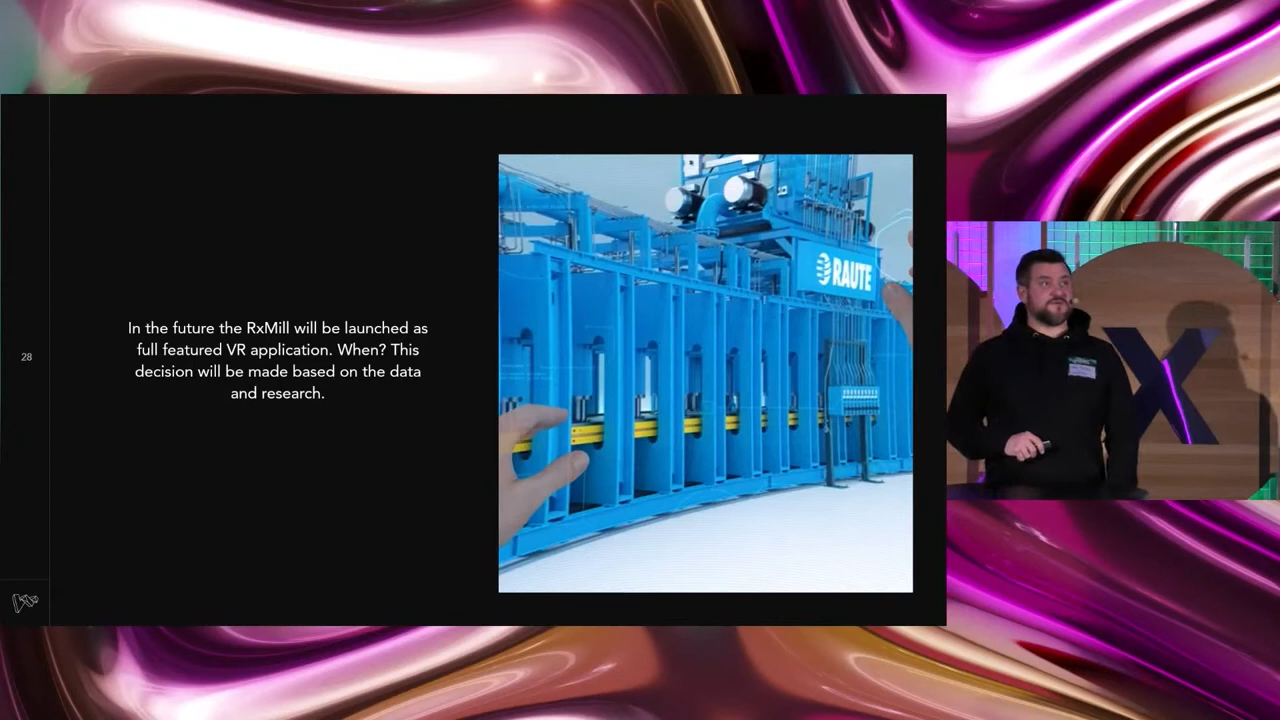 28
In the future the RxMill will be launched as
full featured VR application. When? This
decision will be made based on the data
and research.
RAUTE
X